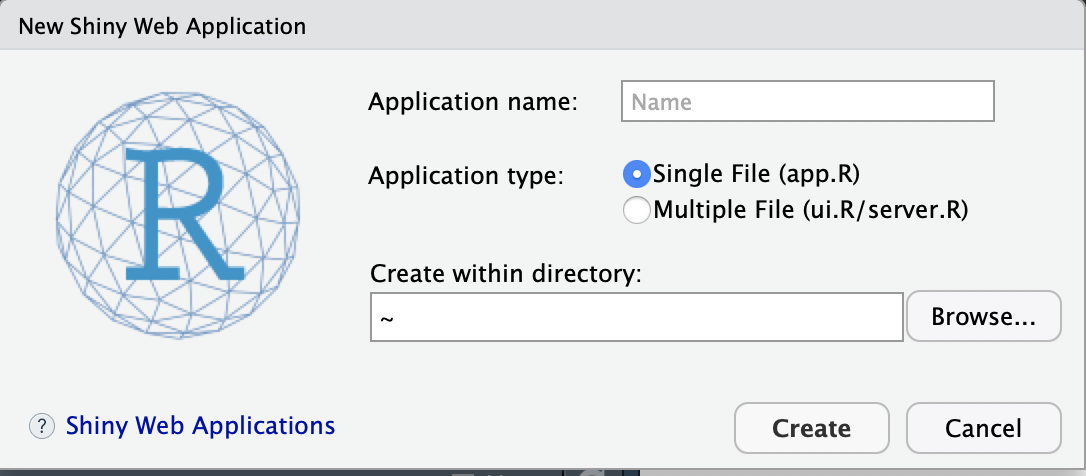 New Shiny Web Application
R
Application name: Name
Application type: Single File (app.R)
Multiple File (ui.R/server.R)
Create within directory:
~ Browse...
? Shiny Web Applications Create Cancel